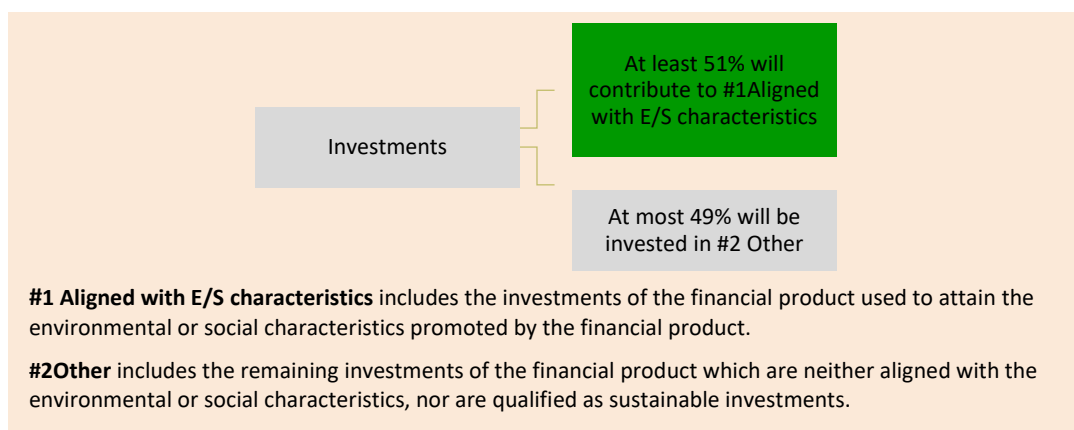 At least 51% will
contribute to #1Aligned
with E/S characteristics
Investments
At most 49% will be
invested in #2 Other
#1 Aligned with E/S characteristics includes the investments of the financial product used to attain the
environmental or social characteristics promoted by the financial product.
#2Other includes the remaining investments of the financial product which are neither aligned with the
environmental or social characteristics, nor are qualified as sustainable investments.